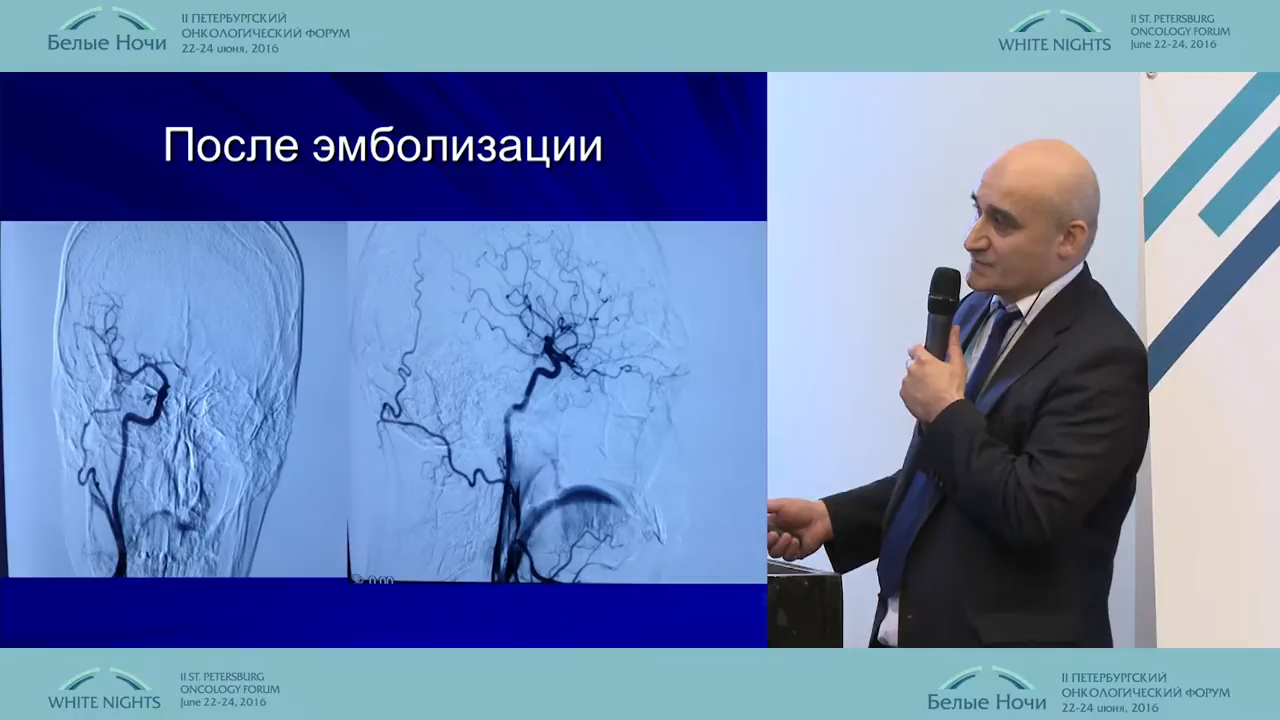 Белые Ночи
II ПЕТЕРБУРГСКИЙ
ОНКОЛОГИЧЕСКИЙ ФОРУМ
22-24 июня, 2016
WHITE NIGHTS
II ST. PETERSBURG
ONCOLOGY FORUM
June 22-24, 2016
После эмболизации
0:00
WHITE NIGHTS
II ST. PETERSBURG
ONCOLOGY FORUM
June 22-24, 2016
Белые Ночи
II ПЕТЕРБУРГСКИЙ
ОНКОЛОГИЧЕСКИЙ ФОРУМ
22-24 июня, 2016